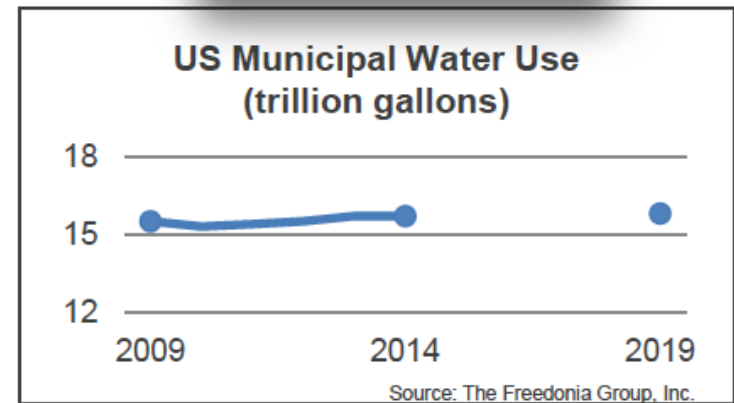 US Municipal Water Use
(trillion gallons)
18
15
12
2009 2014 2019
Source: The Freedonia Group, Inc.